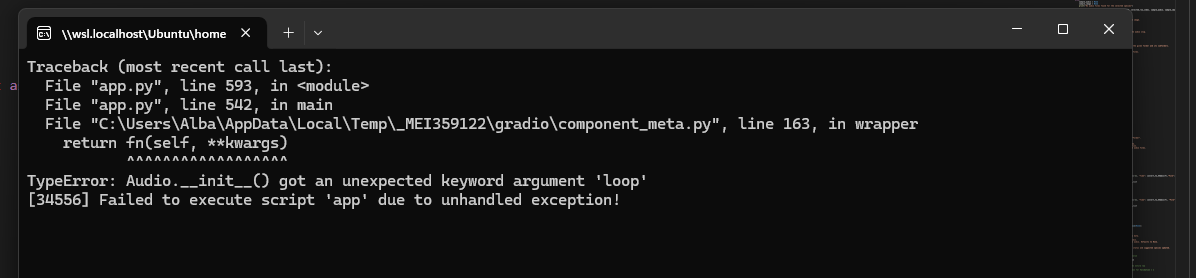 \\wsl.localhost\Ubuntu\home
Traceback (most recent call last):
a
File "app.py", line 593, in <module>
File "app.py", line 542, in main
File "C:\Users\Alba\AppData\Local\Temp\_MEI359122\gradio\component_meta.py", line 163, in wrapper
return fn(self, **kwargs)
^^^^^^^^^^^^^^^^^^
TypeError: Audio.__init__() got an unexpected keyword argument 'loop'
[34556] Failed to execute script 'app' due to unhandled exception!